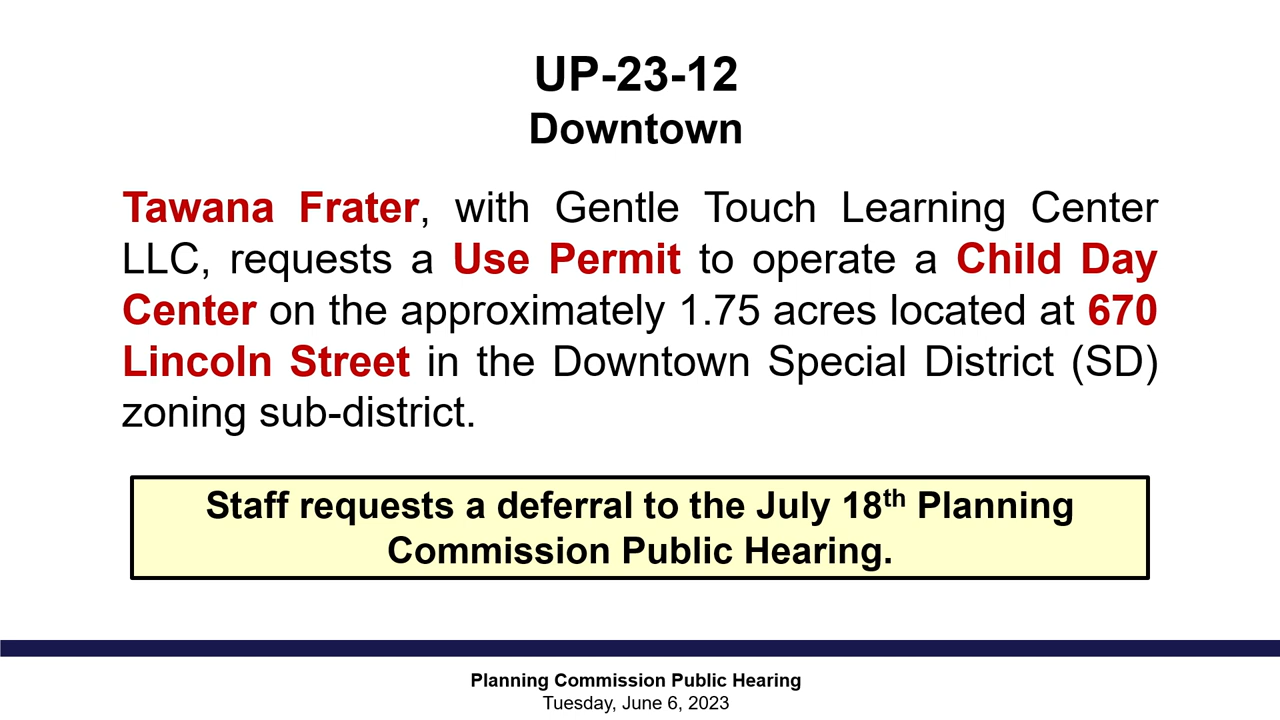 UP-23-12
Downtown
Tawana Frater, with Gentle Touch Learning Center
LLC, requests a Use Permit to operate a Child Day
Center on the approximately 1.75 acres located at 670
Lincoln Street in the Downtown Special District (SD)
zoning sub-district.
Staff requests a deferral to the July 18th Planning
Commission Public Hearing.
Planning Commission Public Hearing
Tuesday, June 6, 2023